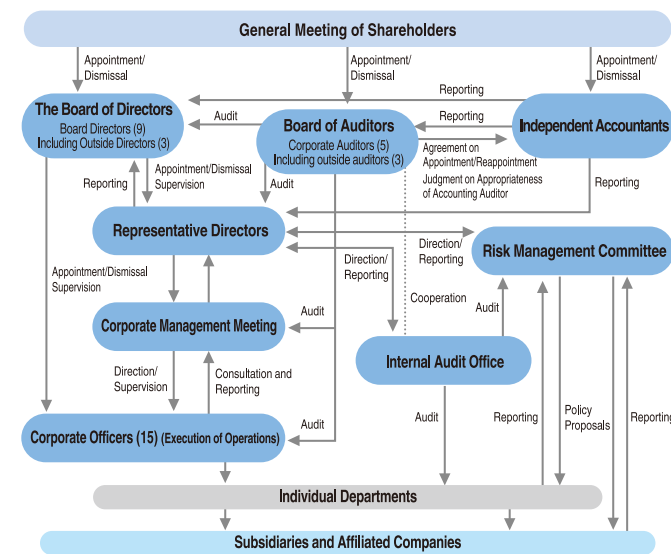 General Meeting of Shareholders
Appointment/
Dismissal
Appointment/
Dismissal
Appointment/
Dismissal
Reporting
The Board of Directors
Board Directors (9)
Including Outside Directors (3)
Audit
Board of Auditors
Corporate Auditors (5)
Including outside auditors (3)
Reporting
Independent Accountants
Agreement on
Appointment/Reappointment
Judgment on Appropriateness
of Accounting Auditor
Reporting
Appointment/Dismissal
Supervision
Audit
Reporting
Representative Directors
Direction/
Reporting
Direction/
Reporting
Risk Management Committee
Appointment/Dismissal
Supervision
Cooperation
Audit
Audit
Corporate Management Meeting
Internal Audit Office
Direction/
Supervision
Consultation and
Reporting
Audit
Audit
Reporting
Policy
Proposals
Reporting
Corporate Officers (15) (Execution of Operations)
Individual Departments
Subsidiaries and Affiliated Companies